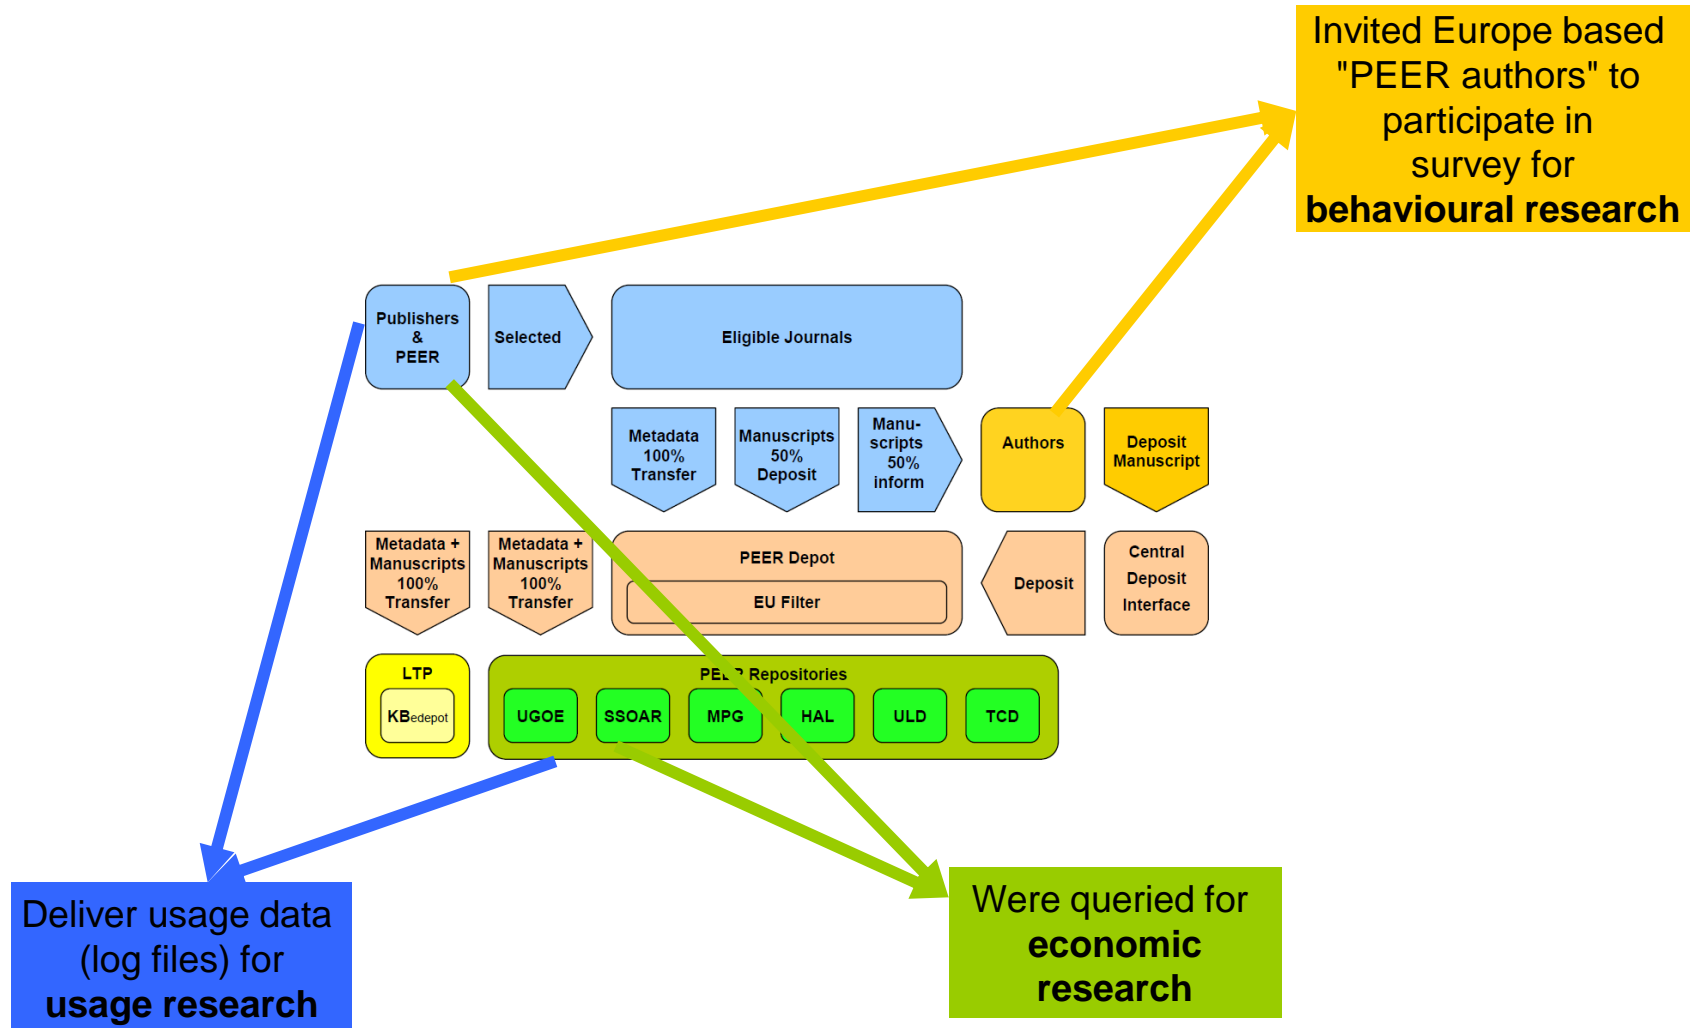 Invited Europe based
"PEER authors" to
participate in
survey for
behavioural research
Publishers
&
PEER
Selected
Eligible Journals
Metadata
100%
Transfer
Manuscripts
50%
Deposit
Manu-
scripts
50%
inform
Authors
Deposit
Manuscript
Metadata +
Manuscripts
100%
Transfer
Metadata +
Manuscripts
100%
Transfer
PEER Depot
EU Filter
Deposit
Central
Deposit
Interface
LTP
KBedepot
PEER Repositories
UGOE
SSOAR
MPG
HAL
ULD
TCD
Deliver usage data
(log files) for
usage research
Were queried for
economic
research